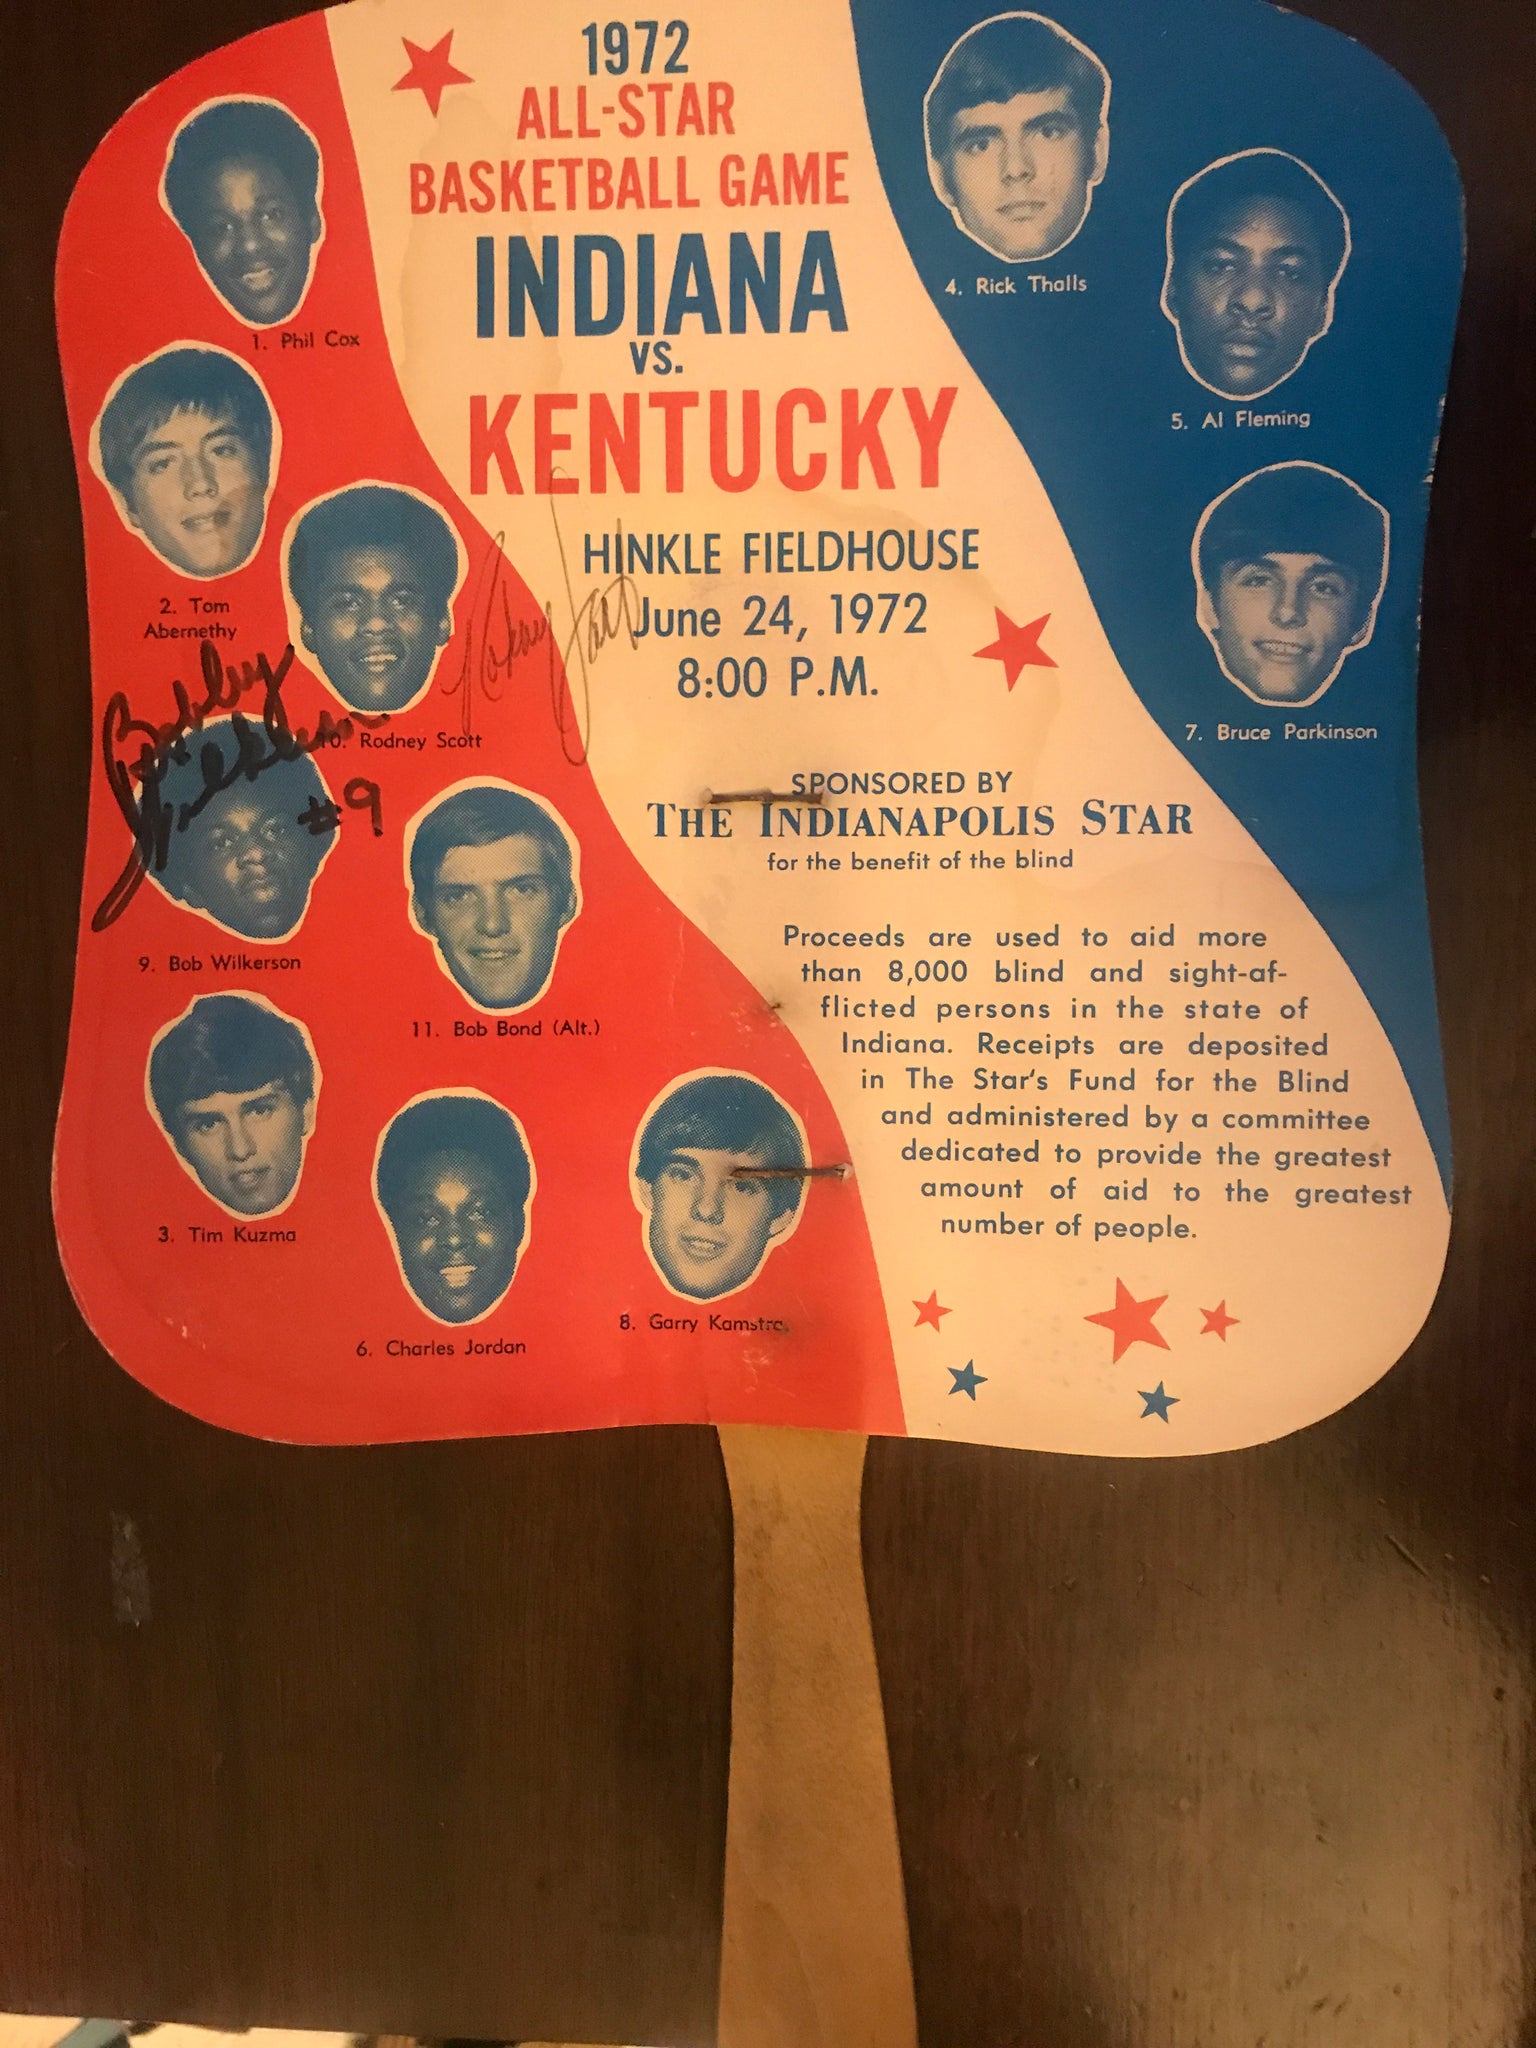 1972
ALL-STAR
BASKETBALL GAME
INDIANA
VS.
KENTUCKY
HINKLE FIELDHOUSE
June 24, 1972
8:00 P.M.
SPONSORED BY
THE INDIANAPOLIS STAR
for the benefit of the blind
Proceeds are used to aid more
than 8,000 blind and sight-af-
flicted persons in the state of
Indiana. Receipts are deposited
in The Star's Fund for the Blind
and administered by a committee
dedicated to provide the greatest
amount of aid to the greatest
number of people.
1. Phil Cox
2. Tom
Abernethy
10. Rodney Scott
Rodney Scott
Bobby
Wilkerson
#9
9. Bob Wilkerson
11. Bob Bond (Alt.)
3. Tim Kuzma
6. Charles Jordan
8. Garry Kamstra
4. Rick Thalls
5. Al Fleming
7. Bruce Parkinson